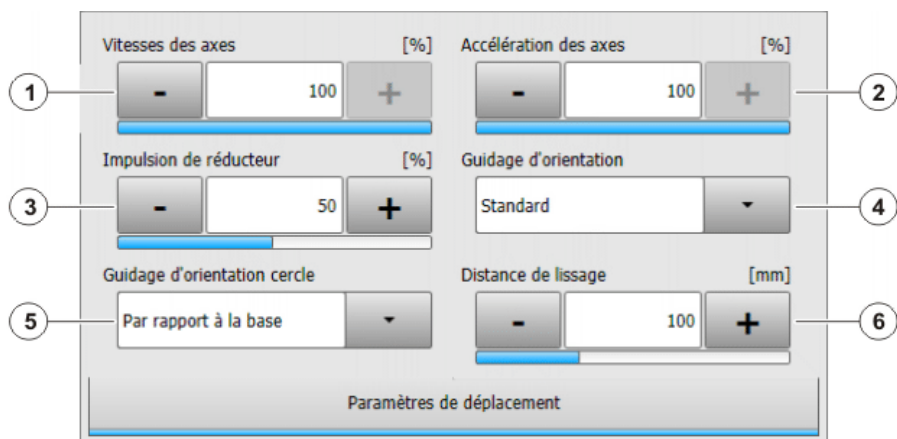 Vitesses des axes [%] Accélération des axes [%]
1 - 100 + - 100 + 2
Impulsion de réducteur [%] Guidage d'orientation
3 - 50 + Standard 4
Guidage d'orientation cercle Distance de lissage [mm]
5 Par rapport à la base - 100 + 6
Paramètres de déplacement